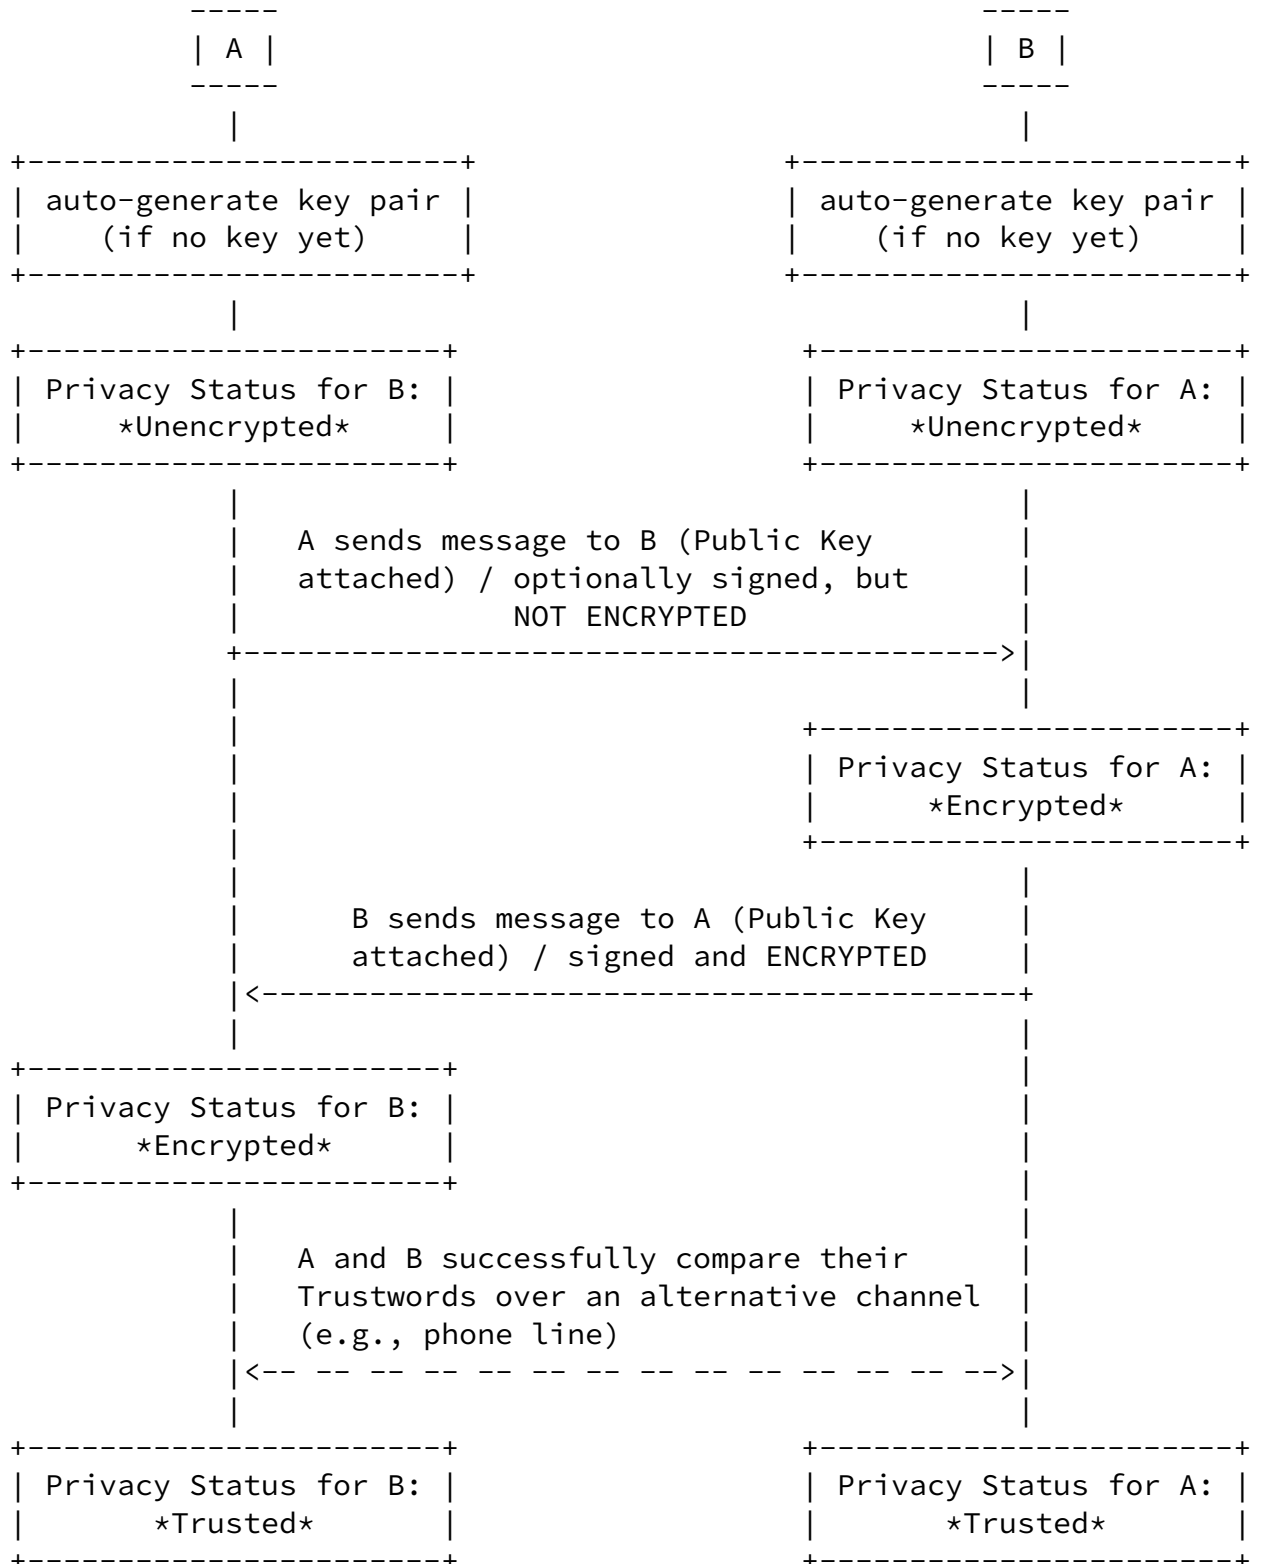 -----                                       -----
| A |                                       | B |
-----                                       -----
|                                           |
+------------------------+                 +------------------------+
| auto-generate key pair |                 | auto-generate key pair |
|    (if no key yet)     |                 |    (if no key yet)     |
+------------------------+                 +------------------------+
|                                           |
+-----------------------+                   +-----------------------+
| Privacy Status for B: |                   | Privacy Status for A: |
|     *Unencrypted*     |                   |     *Unencrypted*     |
+-----------------------+                   +-----------------------+
|                                           |
|   A sends message to B (Public Key        |
|   attached) / optionally signed, but      |
|               NOT ENCRYPTED               |
+------------------------------------------>|
|                                           |
|                               +-----------------------+
|                               | Privacy Status for A: |
|                               |      *Encrypted*      |
|                               +-----------------------+
|                                           |
|      B sends message to A (Public Key     |
|      attached) / signed and ENCRYPTED     |
|<------------------------------------------+
|                                           |
+-----------------------+                   |
| Privacy Status for B: |                   |
|      *Encrypted*      |                   |
+-----------------------+                   |
|                                           |
|   A and B successfully compare their      |
|   Trustwords over an alternative channel  |
|   (e.g., phone line)                      |
|<-- -- -- -- -- -- -- -- -- -- -- -- -- -->|
|                                           |
+-----------------------+                   +-----------------------+
| Privacy Status for B: |                   | Privacy Status for A: |
|       *Trusted*       |                   |       *Trusted*       |
+-----------------------+                   +-----------------------+